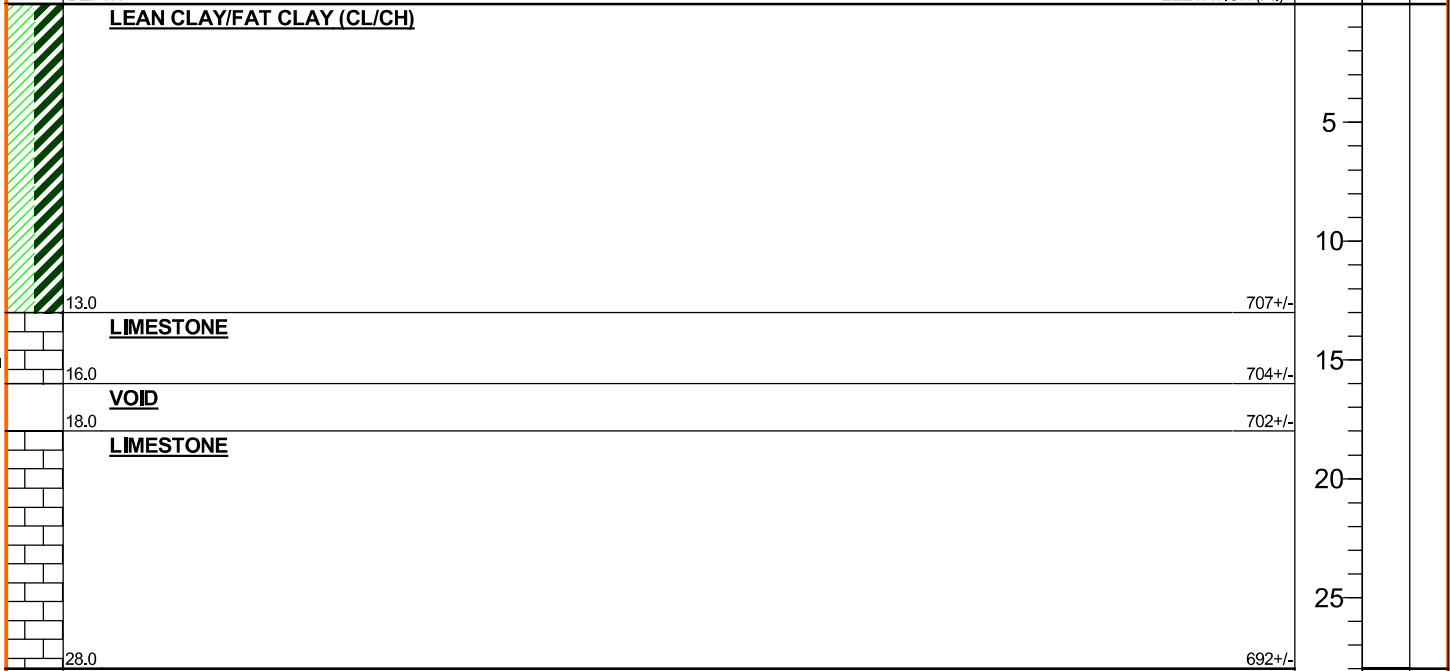 LEAN CLAY/FAT CLAY (CL/CH)
5
10
13.0 707+/-
LIMESTONE
15
16.0 704+/-
VOID
18.0 702+/-
LIMESTONE
20
25
28.0 692+/-